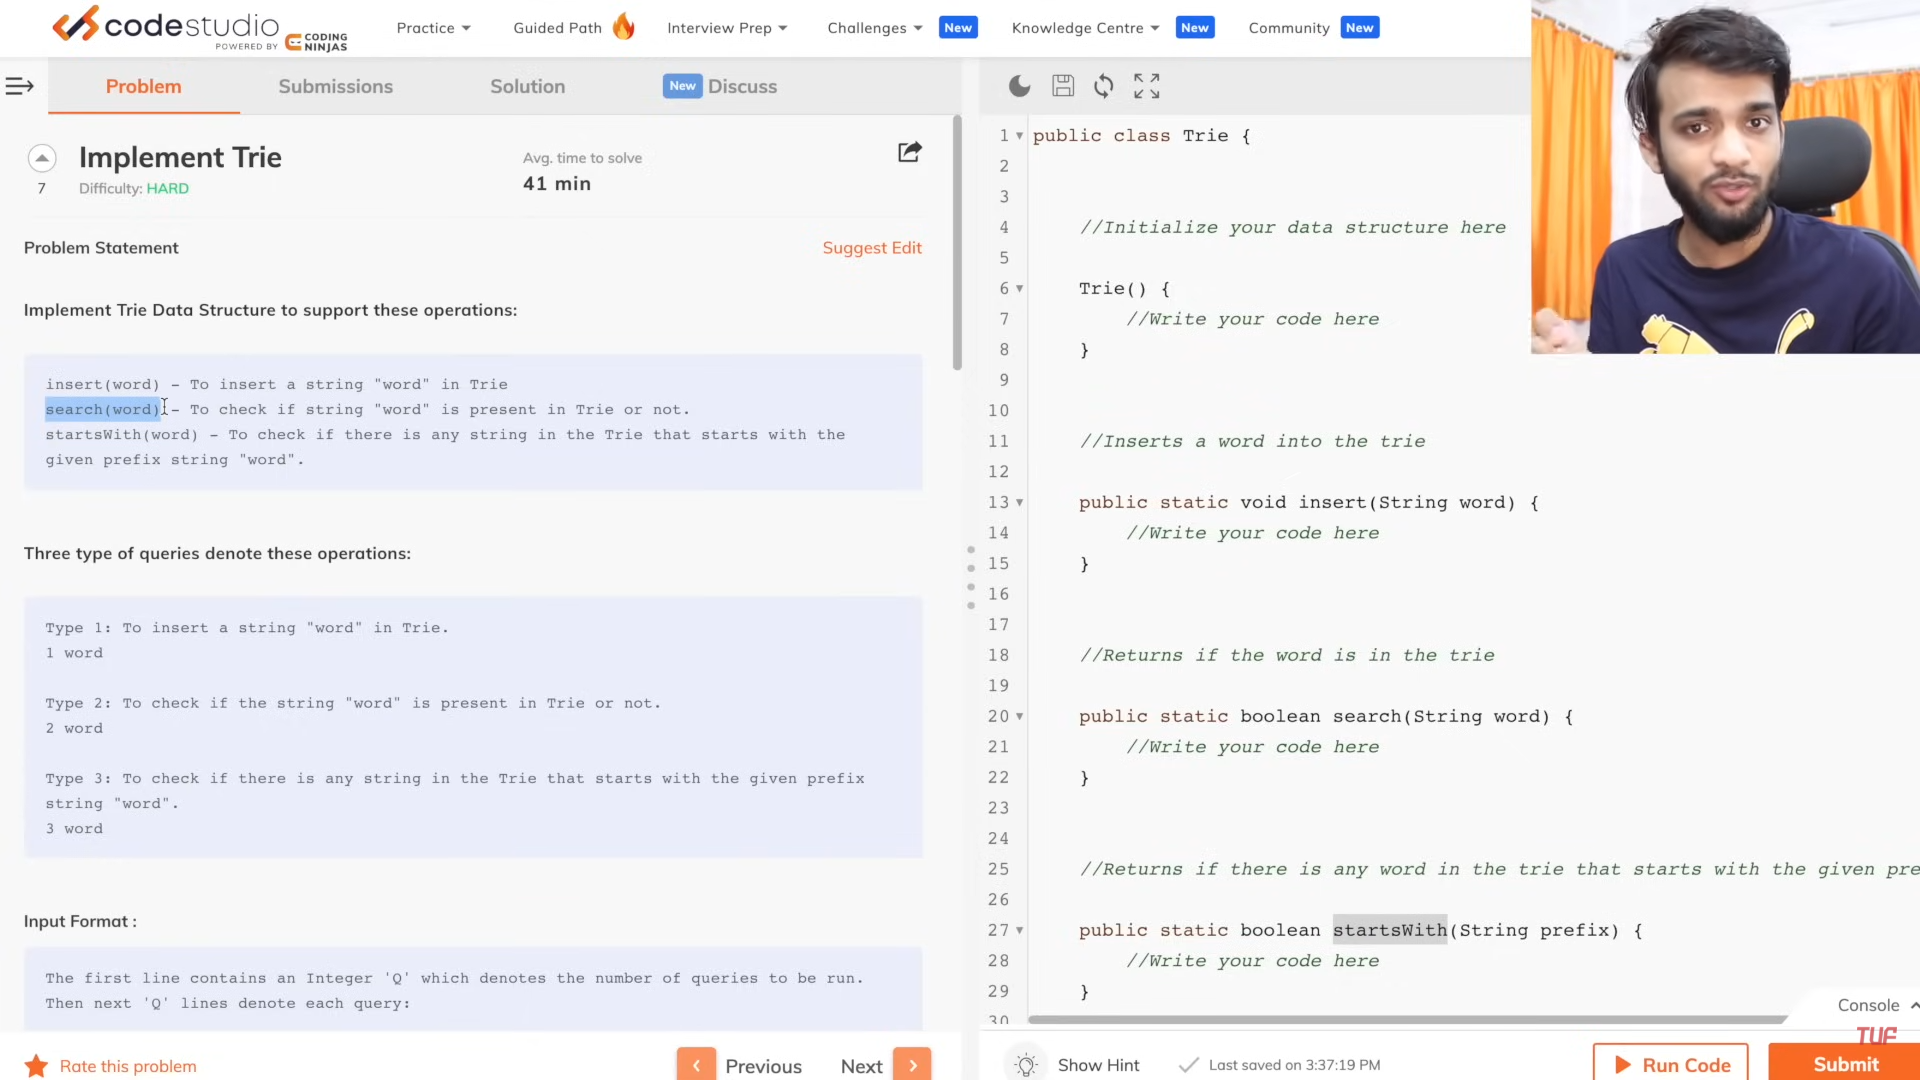 codestudio
POWERED BY CODING NINJAS
Practice
Guided Path
Interview Prep
Challenges
New
Knowledge Centre
New
Community
New
Problem
Submissions
Solution
New
Discuss
Implement Trie
7
Difficulty: HARD
Avg. time to solve
41 min
Problem Statement
Suggest Edit
Implement Trie Data Structure to support these operations:
insert(word) - To insert a string "word" in Trie
search(word) - To check if string "word" is present in Trie or not.
startsWith(word) - To check if there is any string in the Trie that starts with the
given prefix string "word".
Three type of queries denote these operations:
Type 1: To insert a string "word" in Trie.
1 word
Type 2: To check if the string "word" is present in Trie or not.
2 word
Type 3: To check if there is any string in the Trie that starts with the given prefix
string "word".
3 word
Input Format :
The first line contains an Integer 'Q' which denotes the number of queries to be run.
Then next 'Q' lines denote each query:
Rate this problem
Previous
Next
1 public class Trie {
2
3
4 //Initialize your data structure here
5
6 Trie() {
7 //Write your code here
8 }
9
10
11 //Inserts a word into the trie
12
13 public static void insert(String word) {
14 //Write your code here
15 }
16
17
18 //Returns if the word is in the trie
19
20 public static boolean search(String word) {
21 //Write your code here
22 }
23
24
25 //Returns if there is any word in the trie that starts with the given pre
26
27 public static boolean startsWith(String prefix) {
28 //Write your code here
29 }
30
Console
TUF
Show Hint
Last saved on 3:37:19 PM
Run Code
Submit